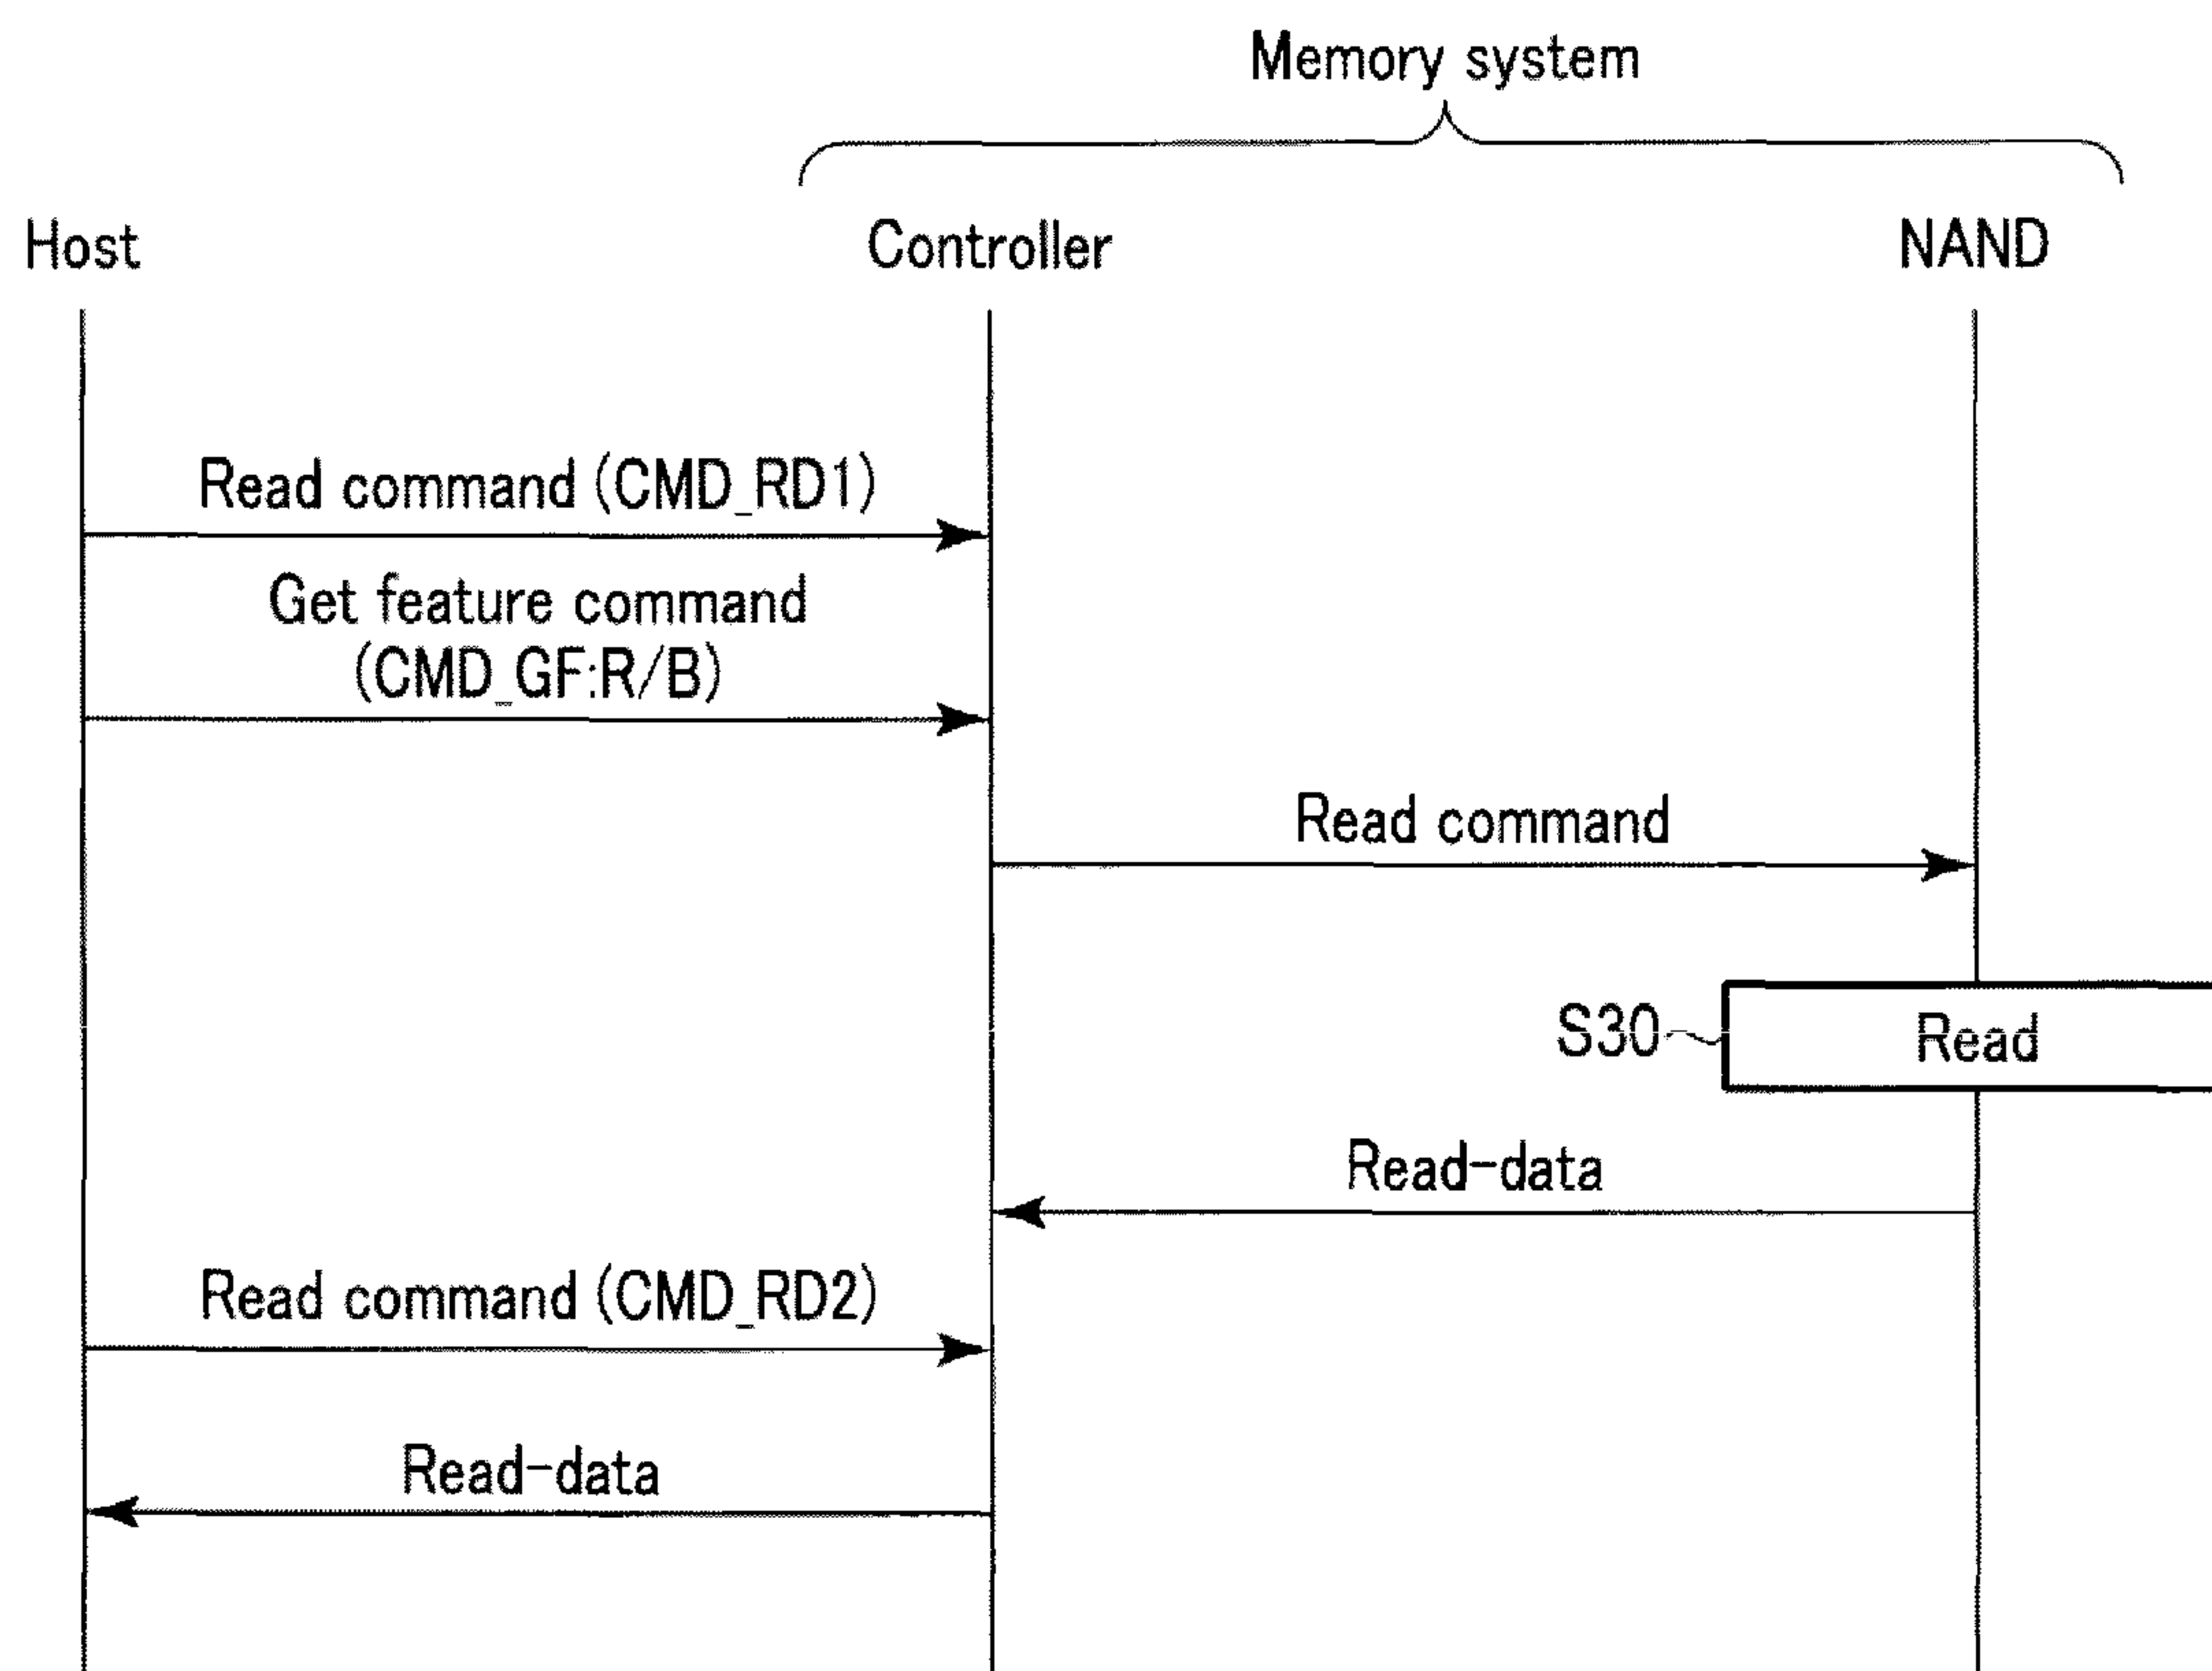 Memory system
Host
Controller
NAND
Read command (CMD_RD1)
Get feature command
(CMD_GF:R/B)
Read command
S30
Read
Read-data
Read command (CMD_RD2)
Read-data